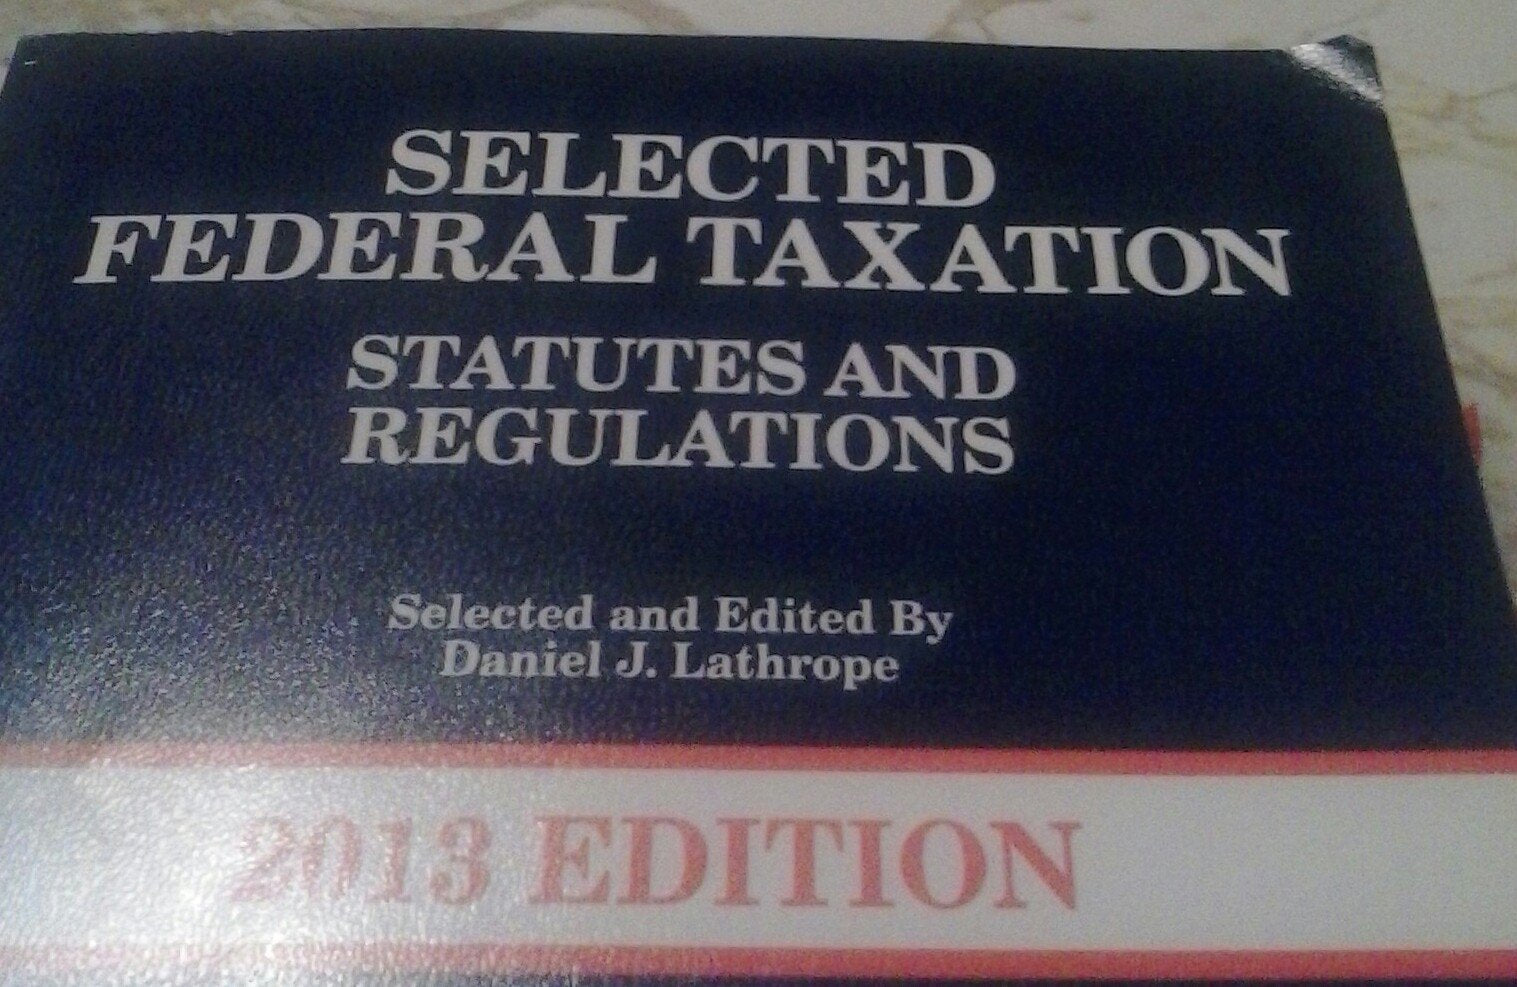 SELECTED
FEDERAL TAXATION
STATUTES AND
REGULATIONS
Selected and Edited By
Daniel J. Lathrope
2013 EDITION